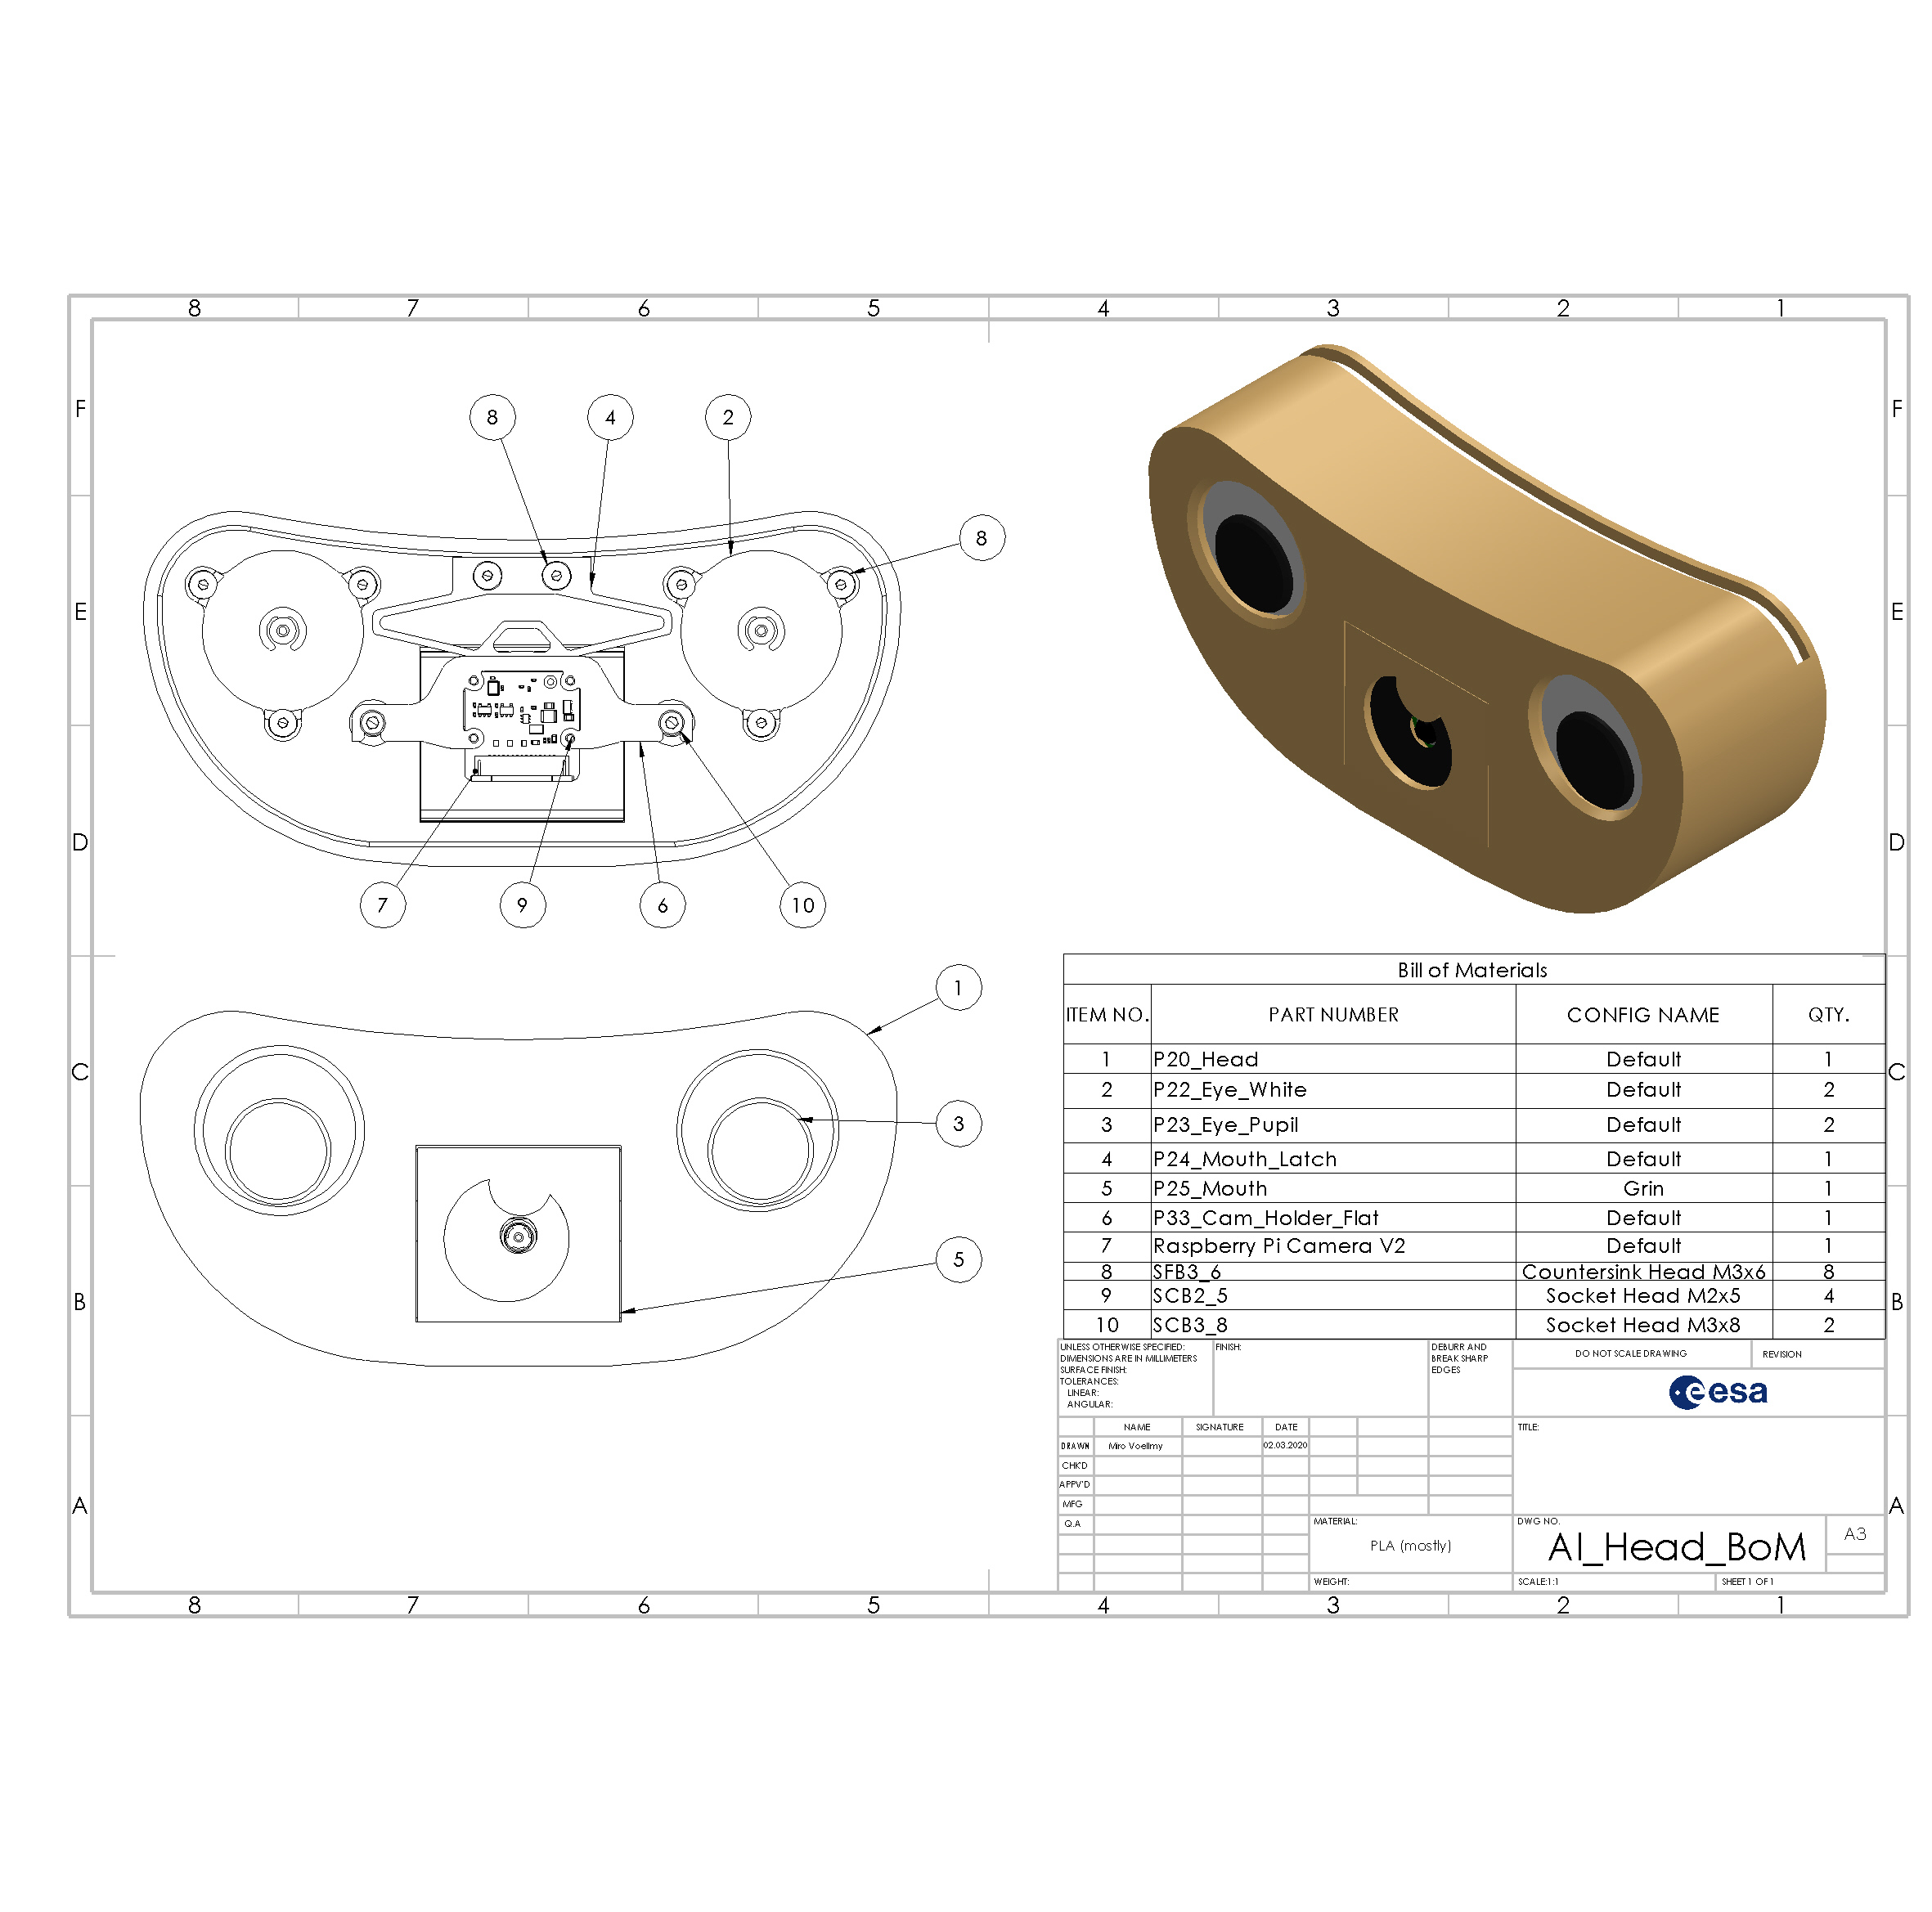 8 7 6 5 4 3 2 1
F F
8 4 2
8
E E
D D
7 9 6 10
1
3
5
C C
B B
A A
Bill of Materials
ITEM NO. PART NUMBER CONFIG NAME QTY.
1 P20_Head Default 1
2 P22_Eye_White Default 2
3 P23_Eye_Pupil Default 2
4 P24_Mouth_Latch Default 1
5 P25_Mouth Grin 1
6 P33_Cam_Holder_Flat Default 1
7 Raspberry Pi Camera V2 Default 1
8 SFB3_6 Countersink Head M3x6 8
9 SCB2_5 Socket Head M2x5 4
10 SCB3_8 Socket Head M3x8 2
UNLESS OTHERWISE SPECIFIED:
DIMENSIONS ARE IN MILLIMETERS
SURFACE FINISH:
TOLERANCES:
LINEAR:
ANGULAR:
FINISH:
DEBURR AND
BREAK SHARP
EDGES
DO NOT SCALE DRAWING
REVISION
esa
NAME SIGNATURE DATE
TITLE:
DRAWN Miro Voellmy 02.03.2020
CHK'D
APPV'D
MFG
Q.A
MATERIAL:
PLA (mostly)
DWG NO.
AI_Head_BoM
A3
WEIGHT:
SCALE:1:1
SHEET 1 OF 1
8 7 6 5 4 3 2 1